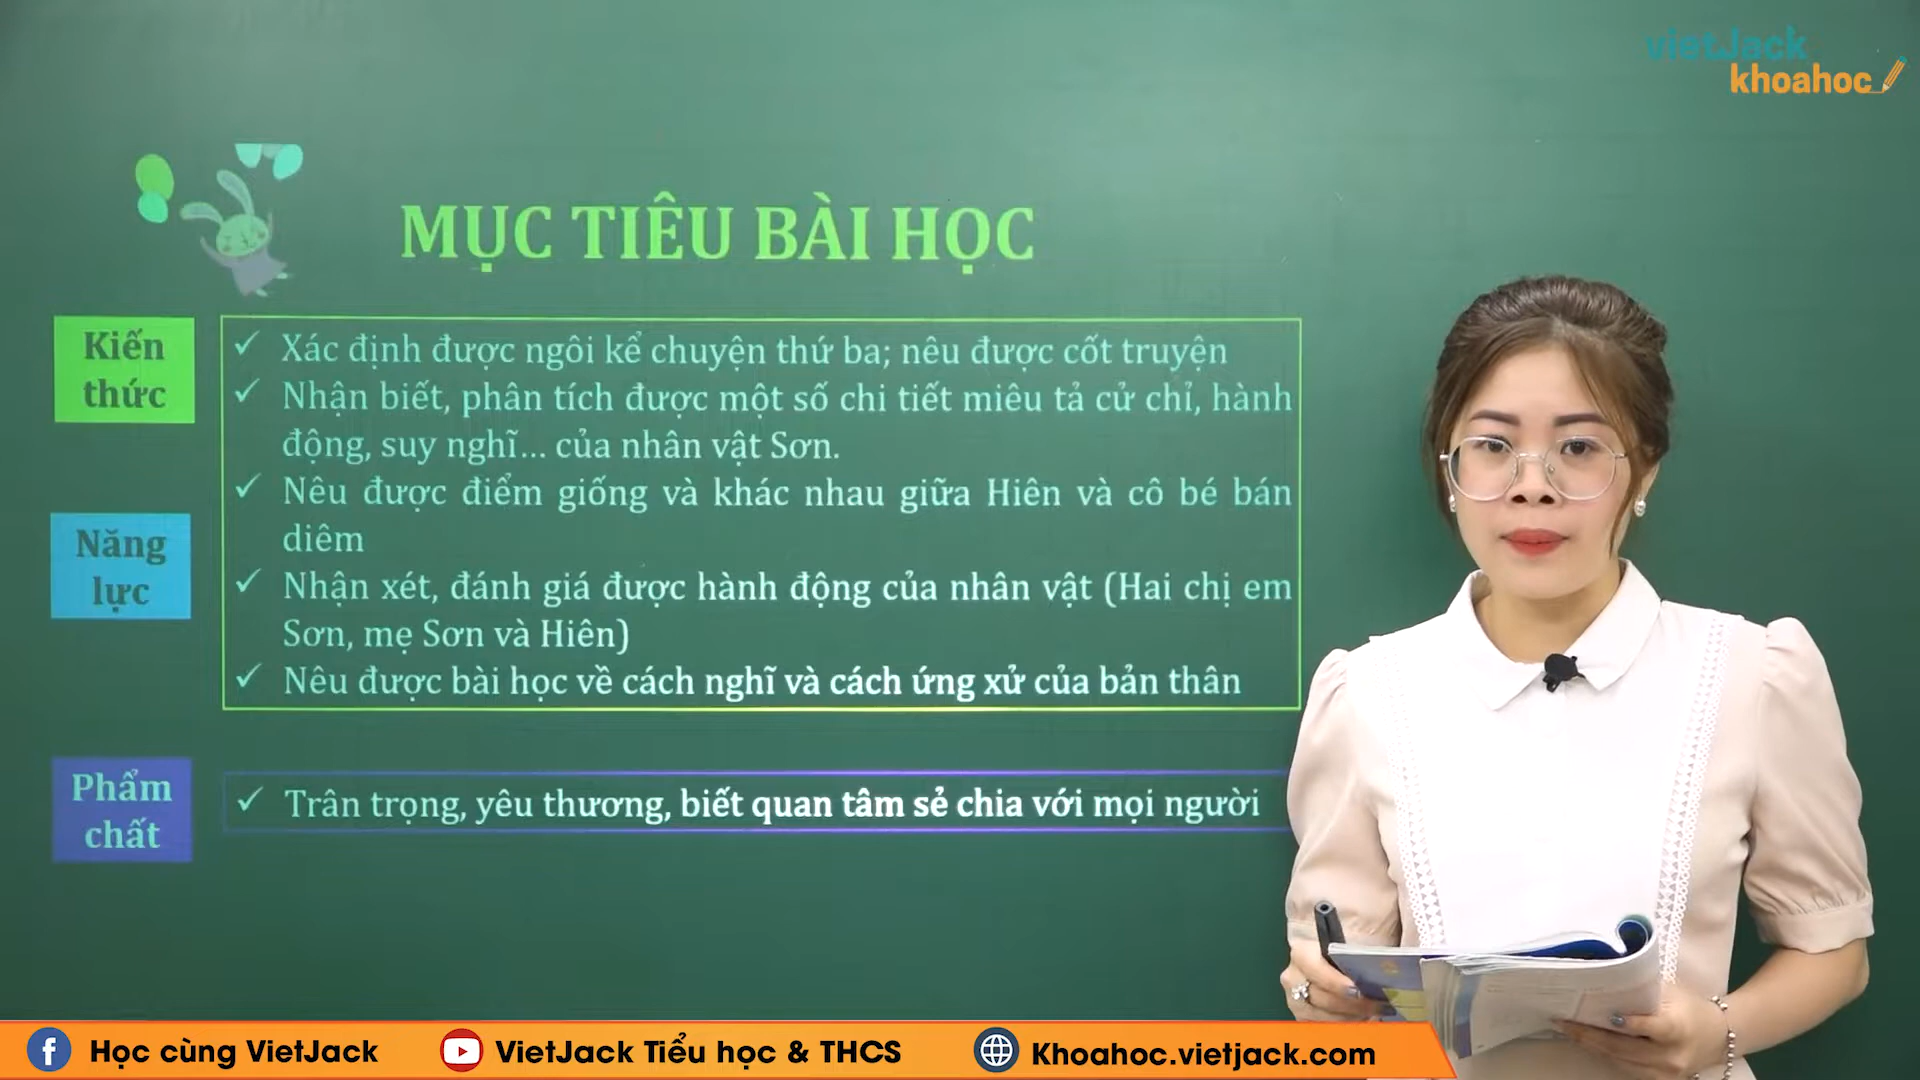 vietJack
khoahoc
MỤC TIÊU BÀI HỌC
Kiến
thức
✓ Xác định được ngôi kể chuyện thứ ba; nêu được cốt truyện
✓ Nhận biết, phân tích được một số chi tiết miêu tả cử chỉ, hành
động, suy nghĩ... của nhân vật Sơn.
✓ Nêu được điểm giống và khác nhau giữa Hiên và cô bé bán
diêm
Năng
lực
✓ Nhận xét, đánh giá được hành động của nhân vật (Hai chị em
Sơn, mẹ Sơn và Hiên)
✓ Nêu được bài học về cách nghĩ và cách ứng xử của bản thân
Phẩm
chất
✓ Trân trọng, yêu thương, biết quan tâm sẻ chia với mọi người
Học cùng VietJack
VietJack Tiểu học & THCS
Khoahoc.vietjack.com